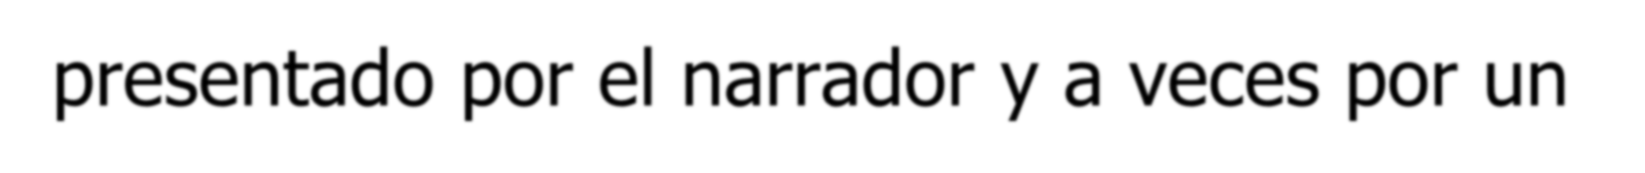 presentado por el narrador y a veces por un